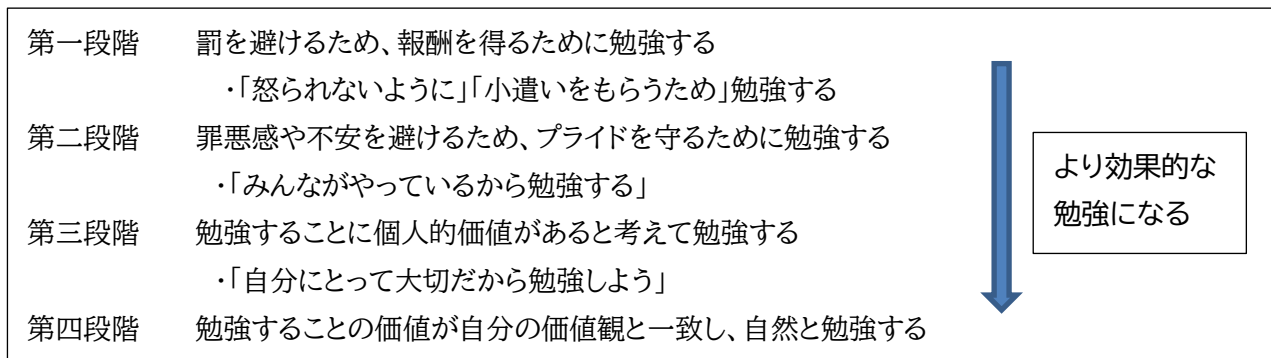 第一段階 罰を避けるため、報酬を得るために勉強する
・「怒られないように」「小遣いをもらうため」勉強する
第二段階 罪悪感や不安を避けるため、プライドを守るために勉強する
・「みんながやっているから勉強する」
第三段階 勉強することに個人的価値があると考えて勉強する
・「自分にとって大切だから勉強しよう」
第四段階 勉強することの価値が自分の価値観と一致し、自然と勉強する
より効果的な
勉強になる